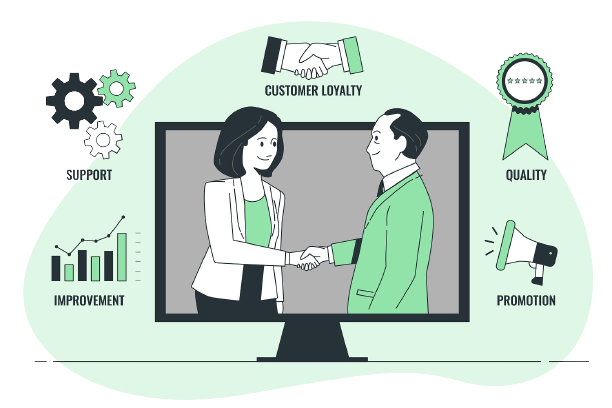 CUSTOMER LOYALTY
SUPPORT
QUALITY
IMPROVEMENT
PROMOTION